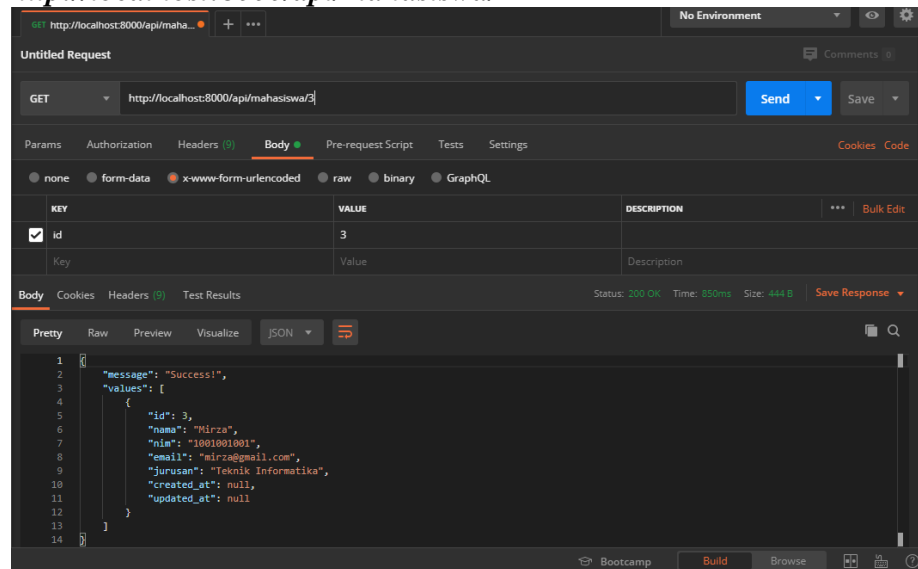 GET http://localhost:8000/api/maha... + ••• No Environment
Untitled Request Comments 0
GET http://localhost:8000/api/mahasiswa/3 Send Save
Params Authorization Headers (9) Body Pre-request Script Tests Settings Cookies Code
none form-data x-www-form-urlencoded raw binary GraphQL
KEY VALUE DESCRIPTION ••• Bulk Edit
id 3
Key Value Description
Body Cookies Headers (9) Test Results Status: 200 OK Time: 850ms Size: 444 B Save Response
Pretty Raw Preview Visualize JSON
1 {
2 "message": "Success!",
3 "values": [
4 {
5 "id": 3,
6 "nama": "Mirza",
7 "nim": "1001001001",
8 "email": "mirza@gmail.com",
9 "jurusan": "Teknik Informatika",
10 "created_at": null,
11 "updated_at": null
12 }
13 ]
14 }
Bootcamp Build Browse